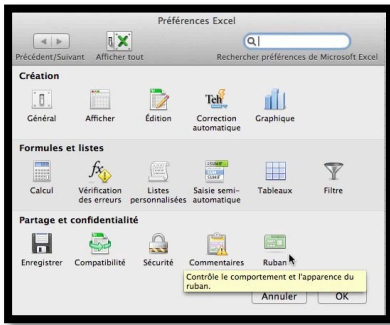 Préférences Excel
Précédent/Suivant Afficher tout Rechercher préférences de Microsoft Excel
Création
Général Afficher Édition Correction automatique Graphique
Formules et listes
Calcul Vérification des erreurs Listes personnalisées Saisie semi-automatique Tableaux Filtre
Partage et confidentialité
Enregistrer Compatibilité Sécurité Commentaires Ruban
Contrôle le comportement et l'apparence du
ruban.
Annuler OK